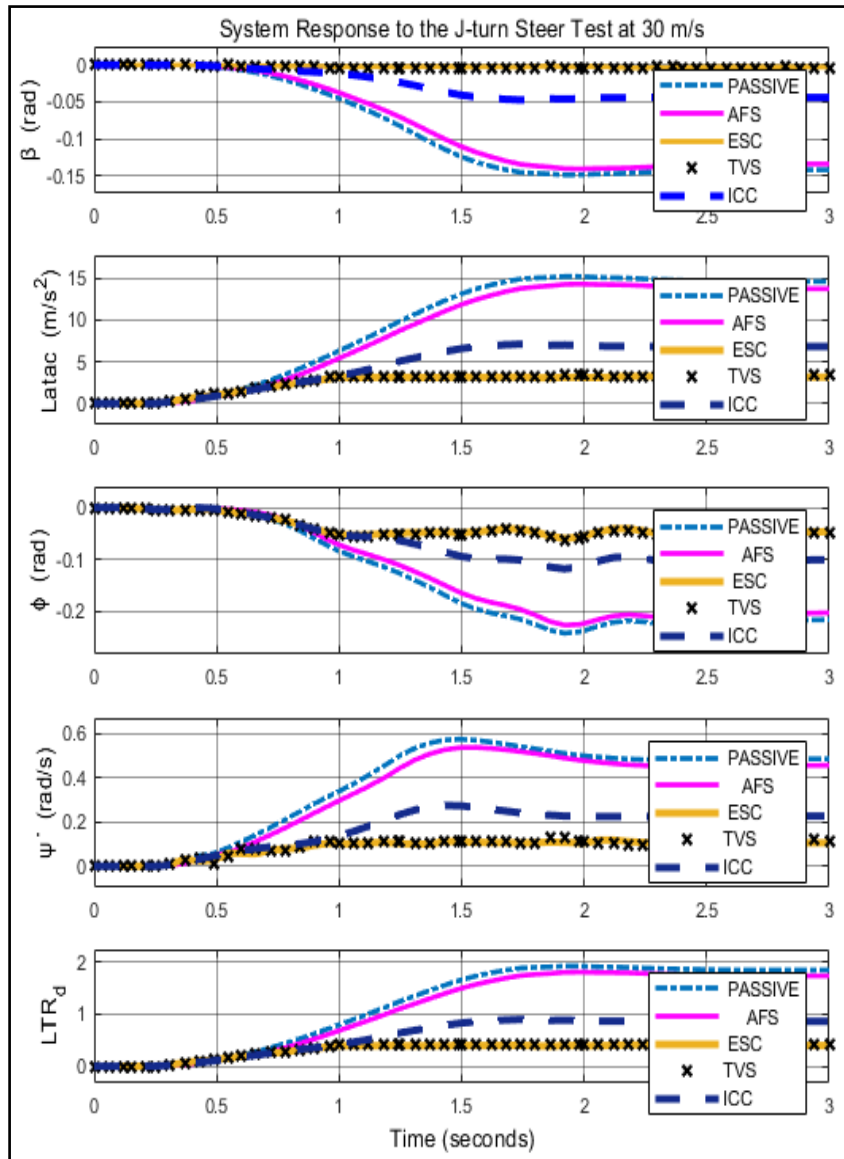 System Response to the J-turn Steer Test at 30 m/s
β (rad)
0
-0.05
-0.1
-0.15
PASSIVE
AFS
ESC
TVS
ICC
0 0.5 1 1.5 2 2.5 3
Latac (m/s²)
15
10
5
0
PASSIVE
AFS
ESC
TVS
ICC
0 0.5 1 1.5 2 2.5 3
ϕ (rad)
0
-0.1
-0.2
PASSIVE
AFS
ESC
TVS
ICC
0 0.5 1 1.5 2 2.5 3
ψ˙ (rad/s)
0.6
0.4
0.2
0
PASSIVE
AFS
ESC
TVS
ICC
0 0.5 1 1.5 2 2.5 3
LTR_d
2
1
0
PASSIVE
AFS
ESC
TVS
ICC
0 0.5 1 1.5 2 2.5 3
Time (seconds)